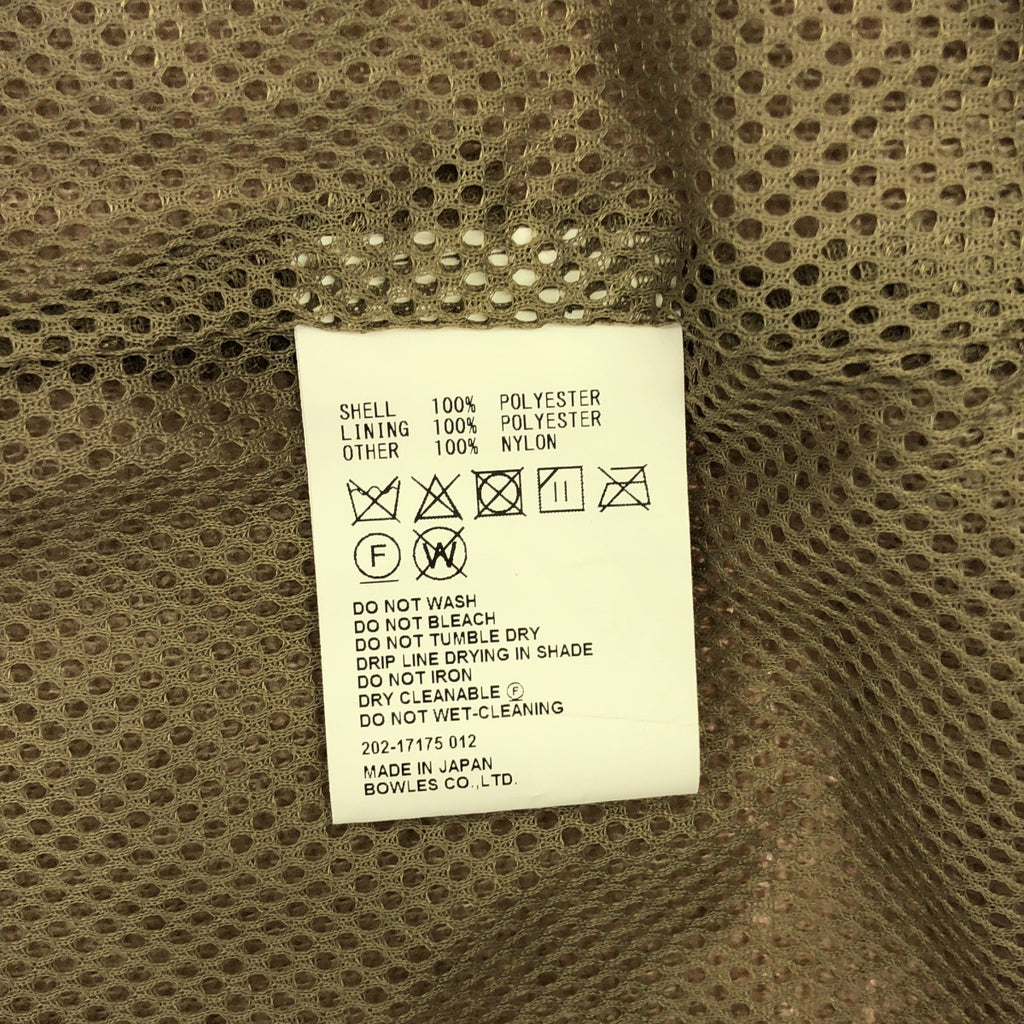 SHELL 100% POLYESTER
LINING 100% POLYESTER
OTHER 100% NYLON
F W
DO NOT WASH
DO NOT BLEACH
DO NOT TUMBLE DRY
DRIP LINE DRYING IN SHADE
DO NOT IRON
DRY CLEANABLE Ⓕ
DO NOT WET-CLEANING
202-17175 012
MADE IN JAPAN
BOWLES CO.,LTD.